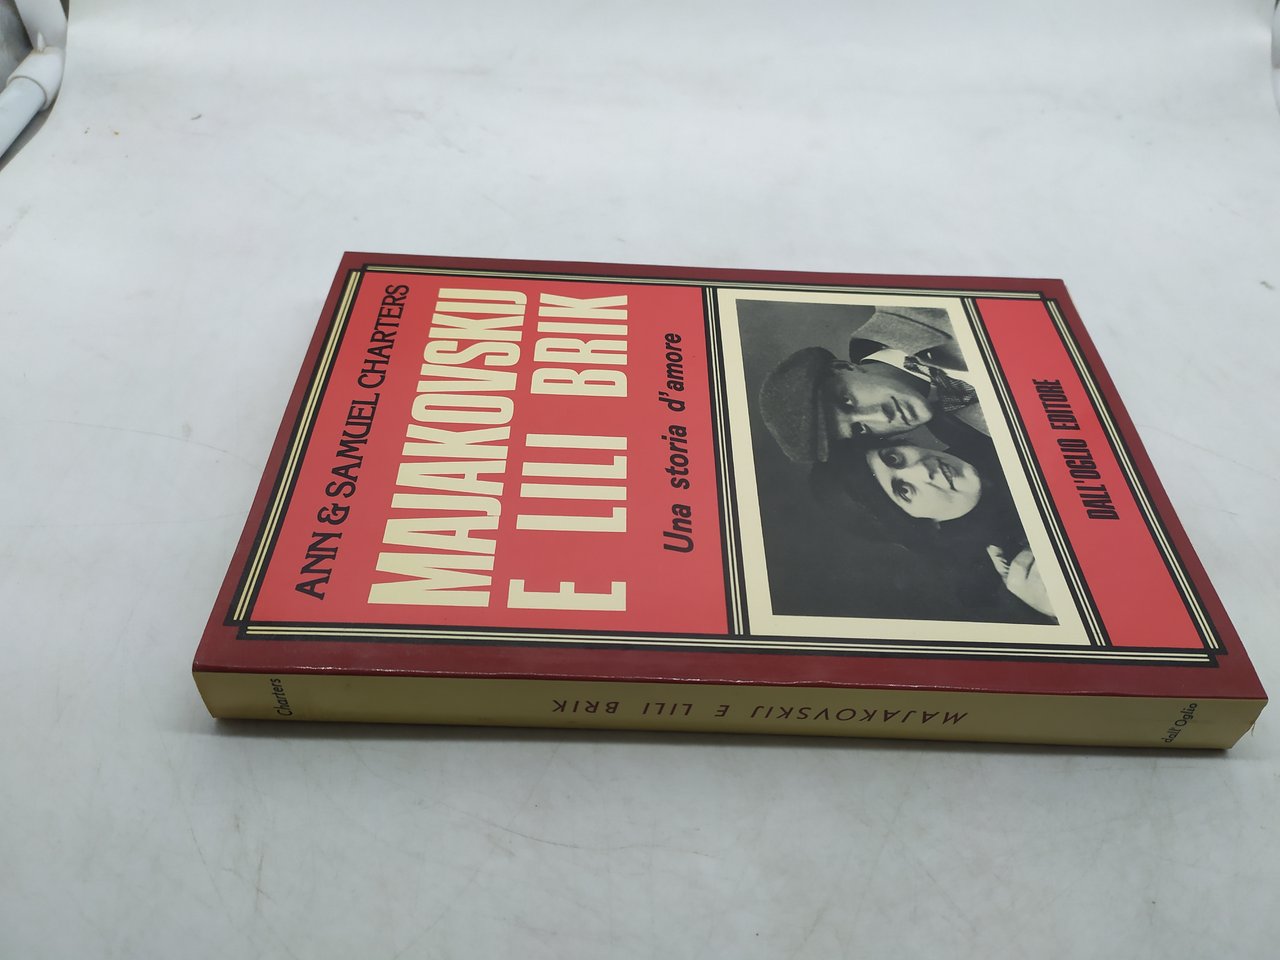 ANN & SAMUEL CHARTERS
MAJAKOVSKIJ
E LILI BRIK
Una storia d'amore
DALL'OGLIO EDITORE
Charters
MAJAKOVSKIJ E LILI BRIK
dall'Oglio